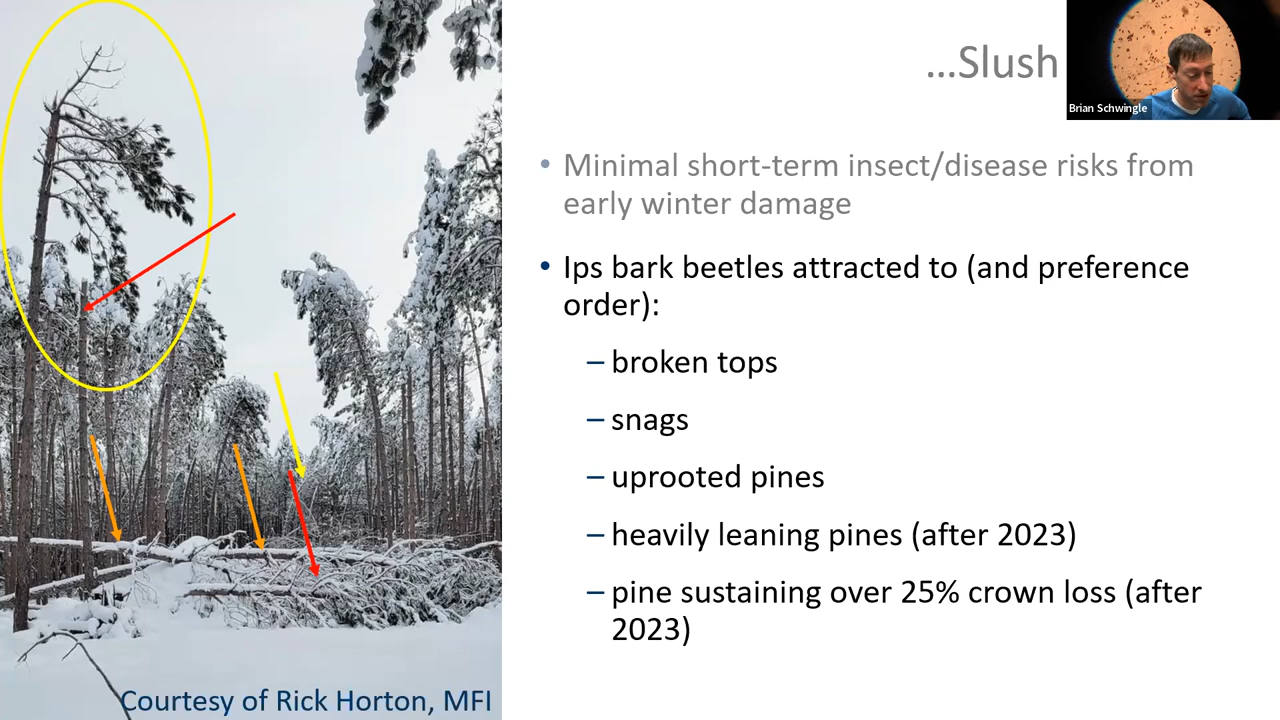 ...Slush
Brian Schwingle
• Minimal short-term insect/disease risks from
early winter damage
• Ips bark beetles attracted to (and preference
order):
– broken tops
– snags
– uprooted pines
– heavily leaning pines (after 2023)
– pine sustaining over 25% crown loss (after
2023)
Courtesy of Rick Horton, MFI